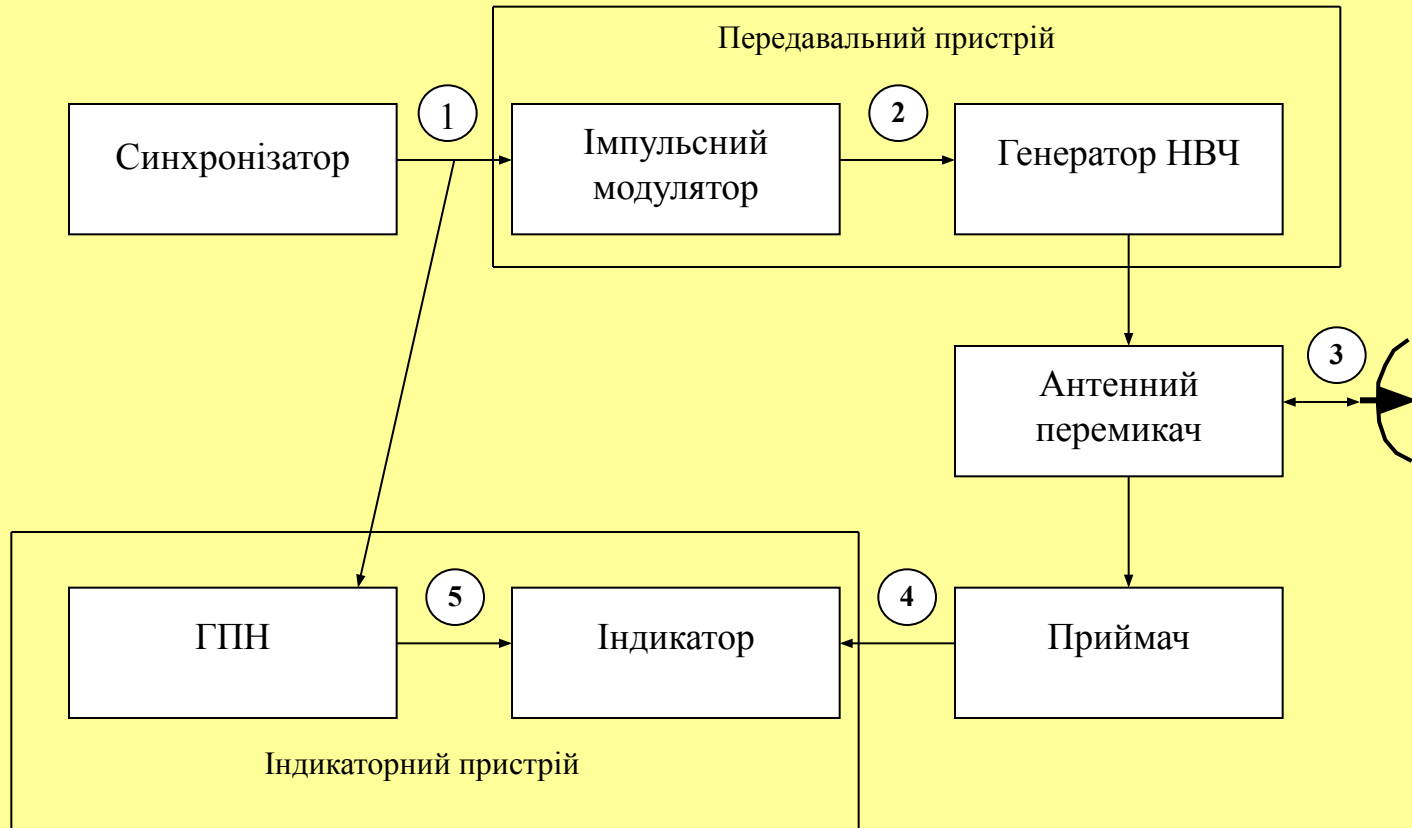 Передавальний пристрій
1
2
Синхронізатор
Імпульсний
модулятор
Генератор НВЧ
3
Антенний
перемикач
5
4
ГПН
Індикатор
Приймач
Індикаторний пристрій